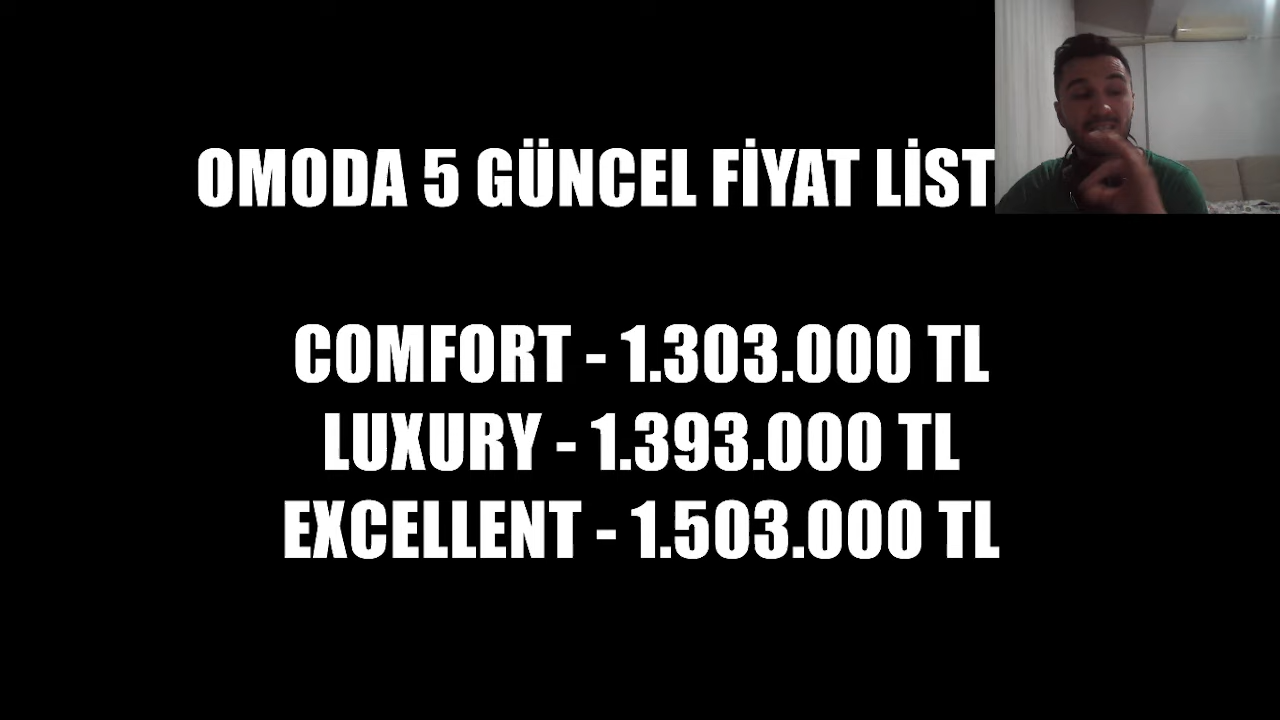 OMODA 5 GÜNCEL FİYAT LİST
COMFORT - 1.303.000 TL
LUXURY - 1.393.000 TL
EXCELLENT - 1.503.000 TL